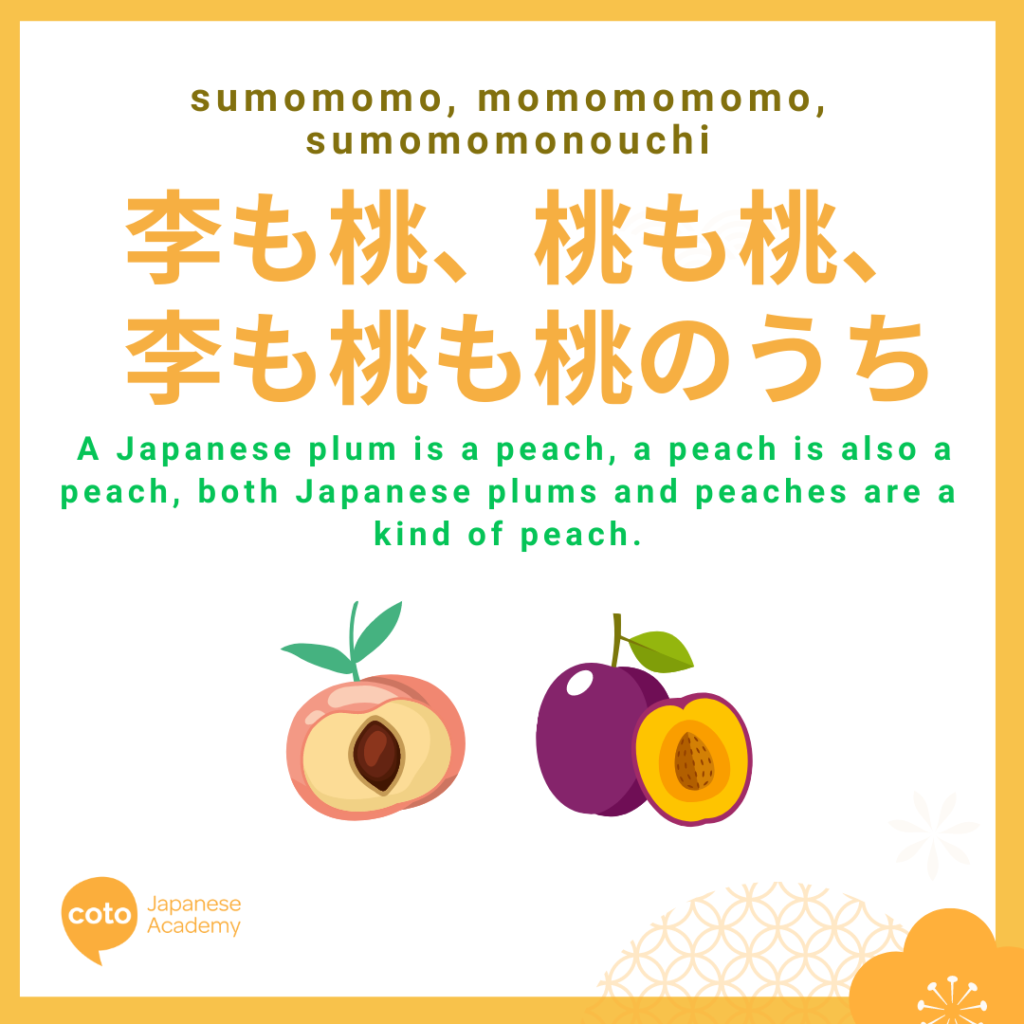 sumomomo, momomomomo,
sumomomonouchi
李も桃、桃も桃、
李も桃も桃のうち
A Japanese plum is a peach, a peach is also a
peach, both Japanese plums and peaches are a
kind of peach.
coto
Japanese
Academy